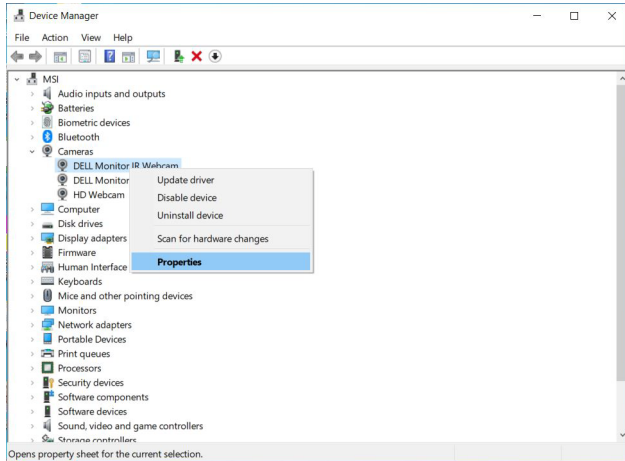 Device Manager
File Action View Help
MSI
Audio inputs and outputs
Batteries
Biometric devices
Bluetooth
Cameras
DELL Monitor IR Webcam
DELL Monitor
HD Webcam
Update driver
Disable device
Uninstall device
Scan for hardware changes
Properties
Computer
Disk drives
Display adapters
Firmware
Human Interface
Keyboards
Mice and other pointing devices
Monitors
Network adapters
Portable Devices
Print queues
Processors
Security devices
Software components
Software devices
Sound, video and game controllers
Storage controllers
Opens property sheet for the current selection.